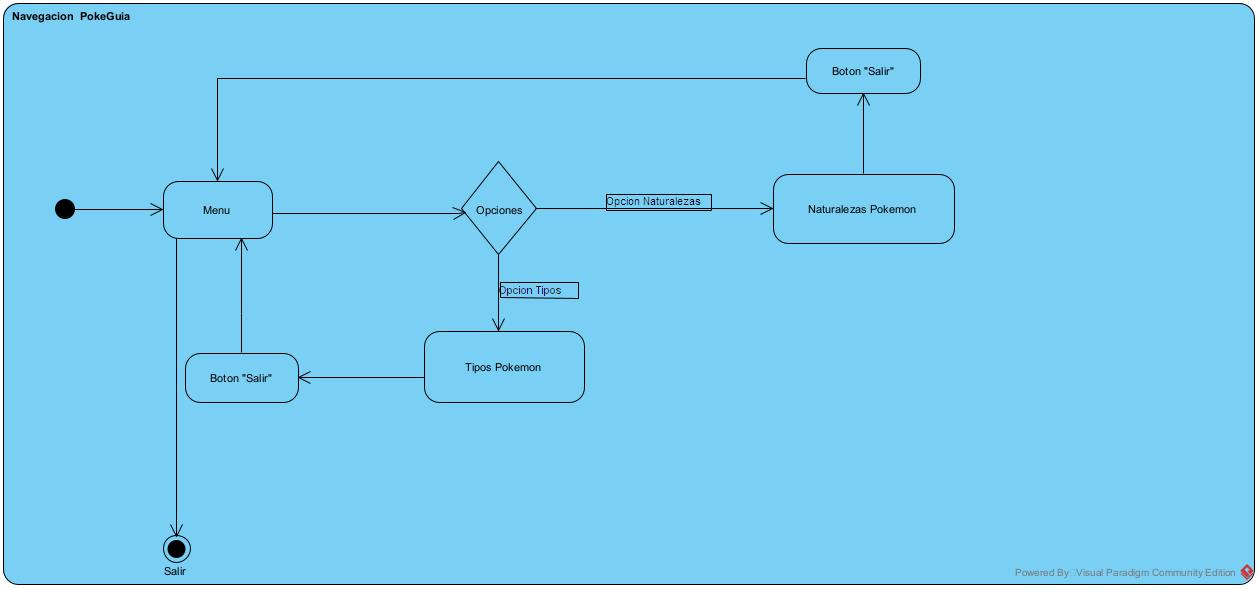 Navegacion PokeGuia
Boton "Salir"
Menu
Opciones
Opcion Naturalezas
Naturalezas Pokemon
Opcion Tipos
Boton "Salir"
Tipos Pokemon
Salir
Powered By Visual Paradigm Community Edition